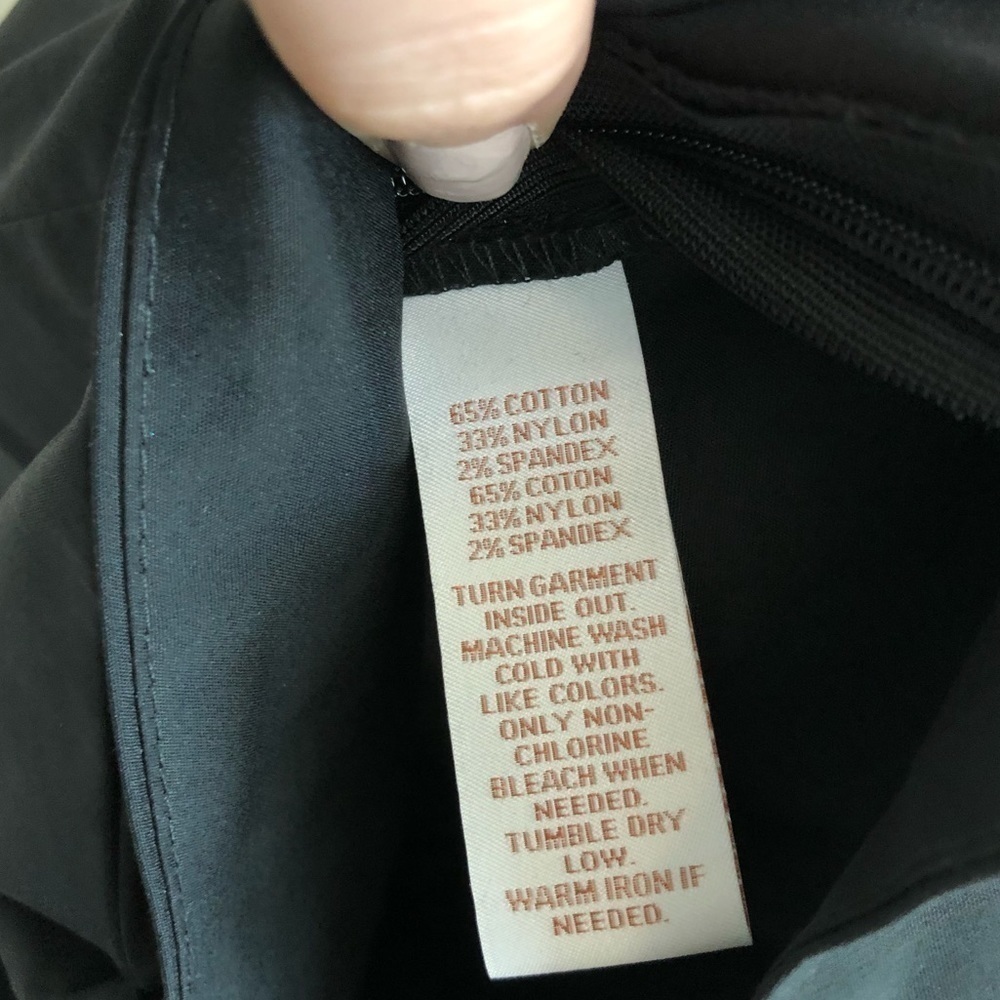 65% COTTON
33% NYLON
2% SPANDEX
65% COTON
33% NYLON
2% SPANDEX
TURN GARMENT
INSIDE OUT.
MACHINE WASH
COLD WITH
LIKE COLORS.
ONLY NON-
CHLORINE
BLEACH WHEN
NEEDED.
TUMBLE DRY
LOW.
WARM IRON IF
NEEDED.